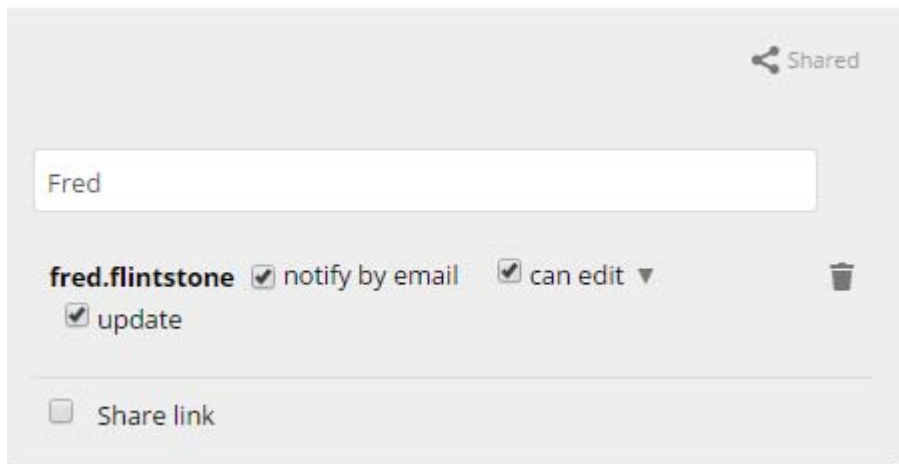 Shared
Fred
fred.flintstone notify by email can edit ▼
update
Share link